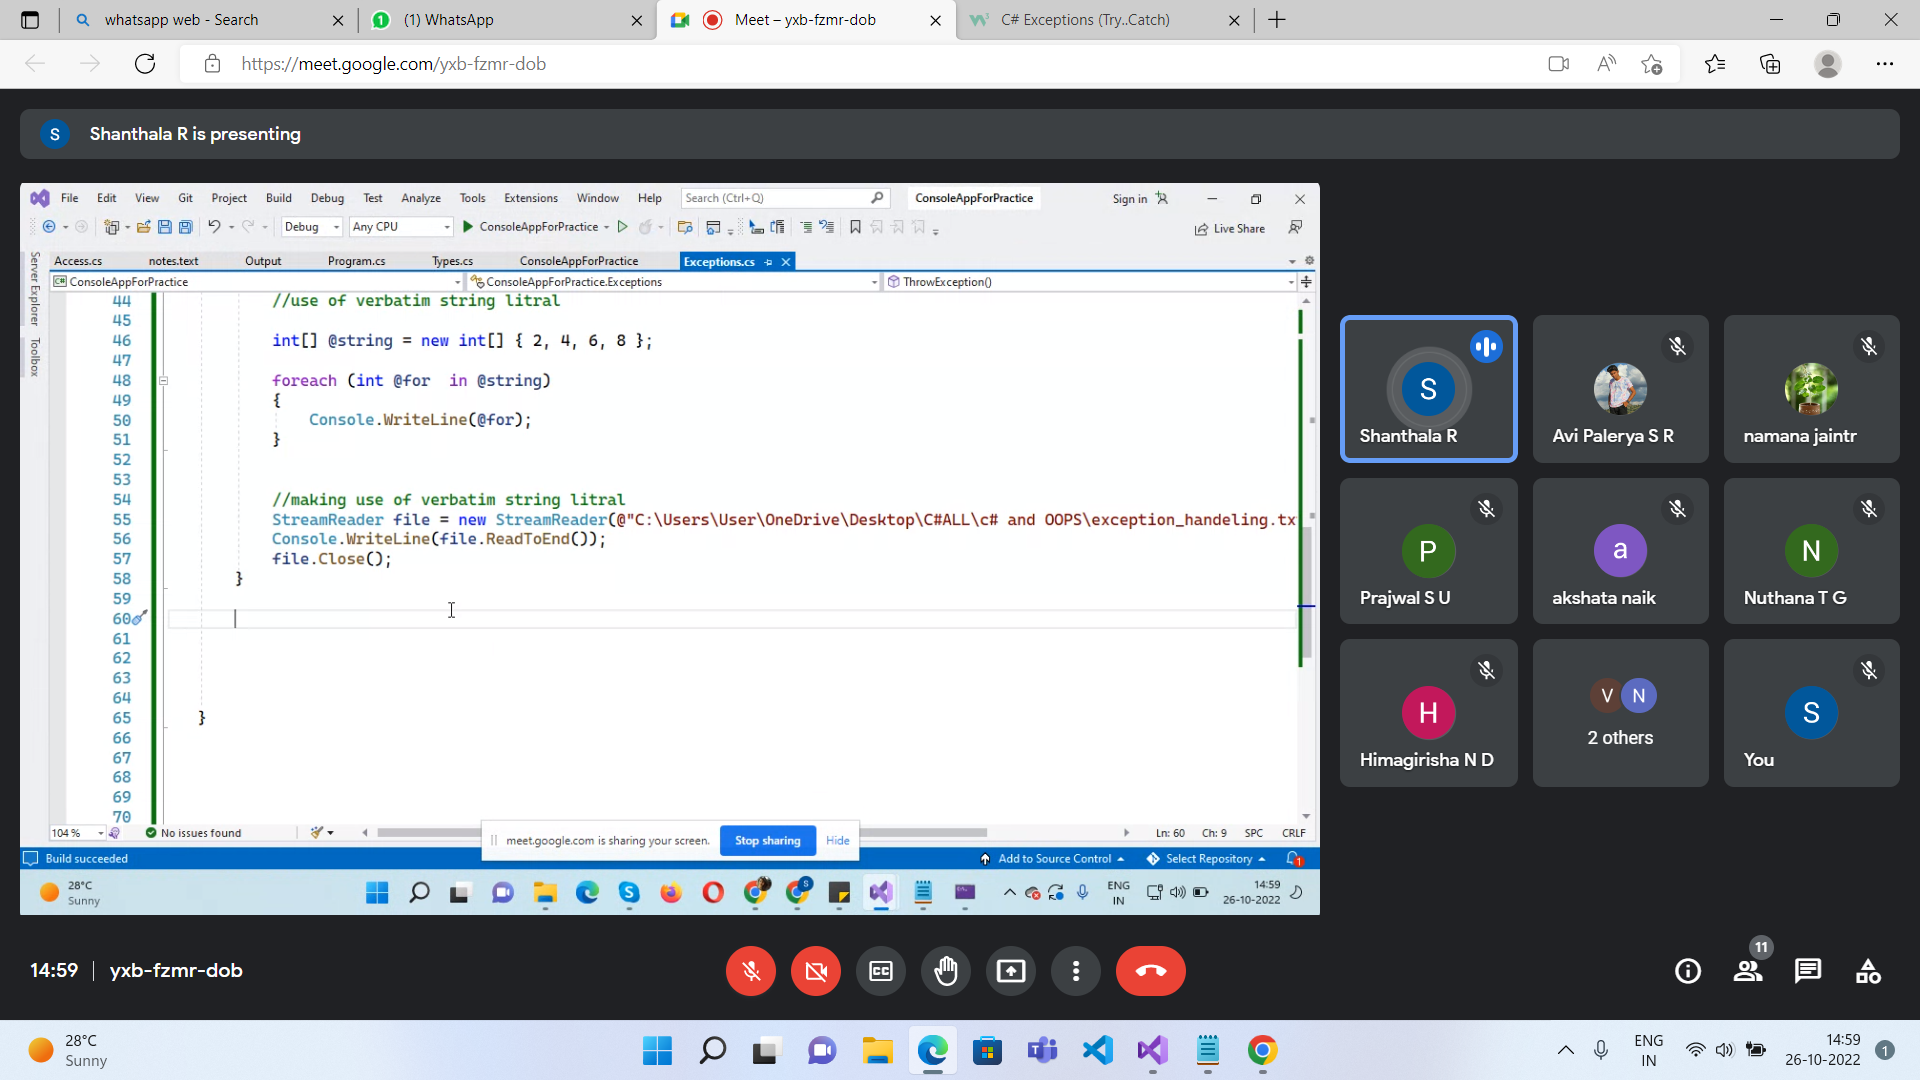 whatsapp web - Search
(1) WhatsApp
Meet – yxb-fzmr-dob
C# Exceptions (Try..Catch)
https://meet.google.com/yxb-fzmr-dob
S Shanthala R is presenting
File Edit View Git Project Build Debug Test Analyze Tools Extensions Window Help Search (Ctrl+Q) ConsoleAppForPractice Sign in
Debug Any CPU ConsoleAppForPractice Live Share
Server Explorer
Toolbox
Access.cs notes.text Output Program.cs Types.cs ConsoleAppForPractice Exceptions.cs
ConsoleAppForPractice ConsoleAppForPractice.Exceptions ThrowException()
44 //use of verbatim string litral
45
46 int[] @string = new int[] { 2, 4, 6, 8 };
47
48 foreach (int @for in @string)
49 {
50 Console.WriteLine(@for);
51 }
52
53
54 //making use of verbatim string litral
55 StreamReader file = new StreamReader(@"C:\Users\User\OneDrive\Desktop\C#ALL\c# and OOPS\exception_handeling.tx
56 Console.WriteLine(file.ReadToEnd());
57 file.Close();
58 }
59
60
61
62
63
64
65 }
66
67
68
69
70
104 % No issues found Ln: 60 Ch: 9 SPC CRLF
meet.google.com is sharing your screen. Stop sharing Hide
Build succeeded Add to Source Control Select Repository 1
28°C
Sunny
S
ENG
IN
14:59
26-10-2022
S
Shanthala R
Avi Palerya S R
namana jaintr
P
Prajwal S U
a
akshata naik
N
Nuthana T G
H
Himagirisha N D
V N
2 others
S
You
14:59 | yxb-fzmr-dob
CC
11
28°C
Sunny
ENG
IN
14:59
26-10-2022
1